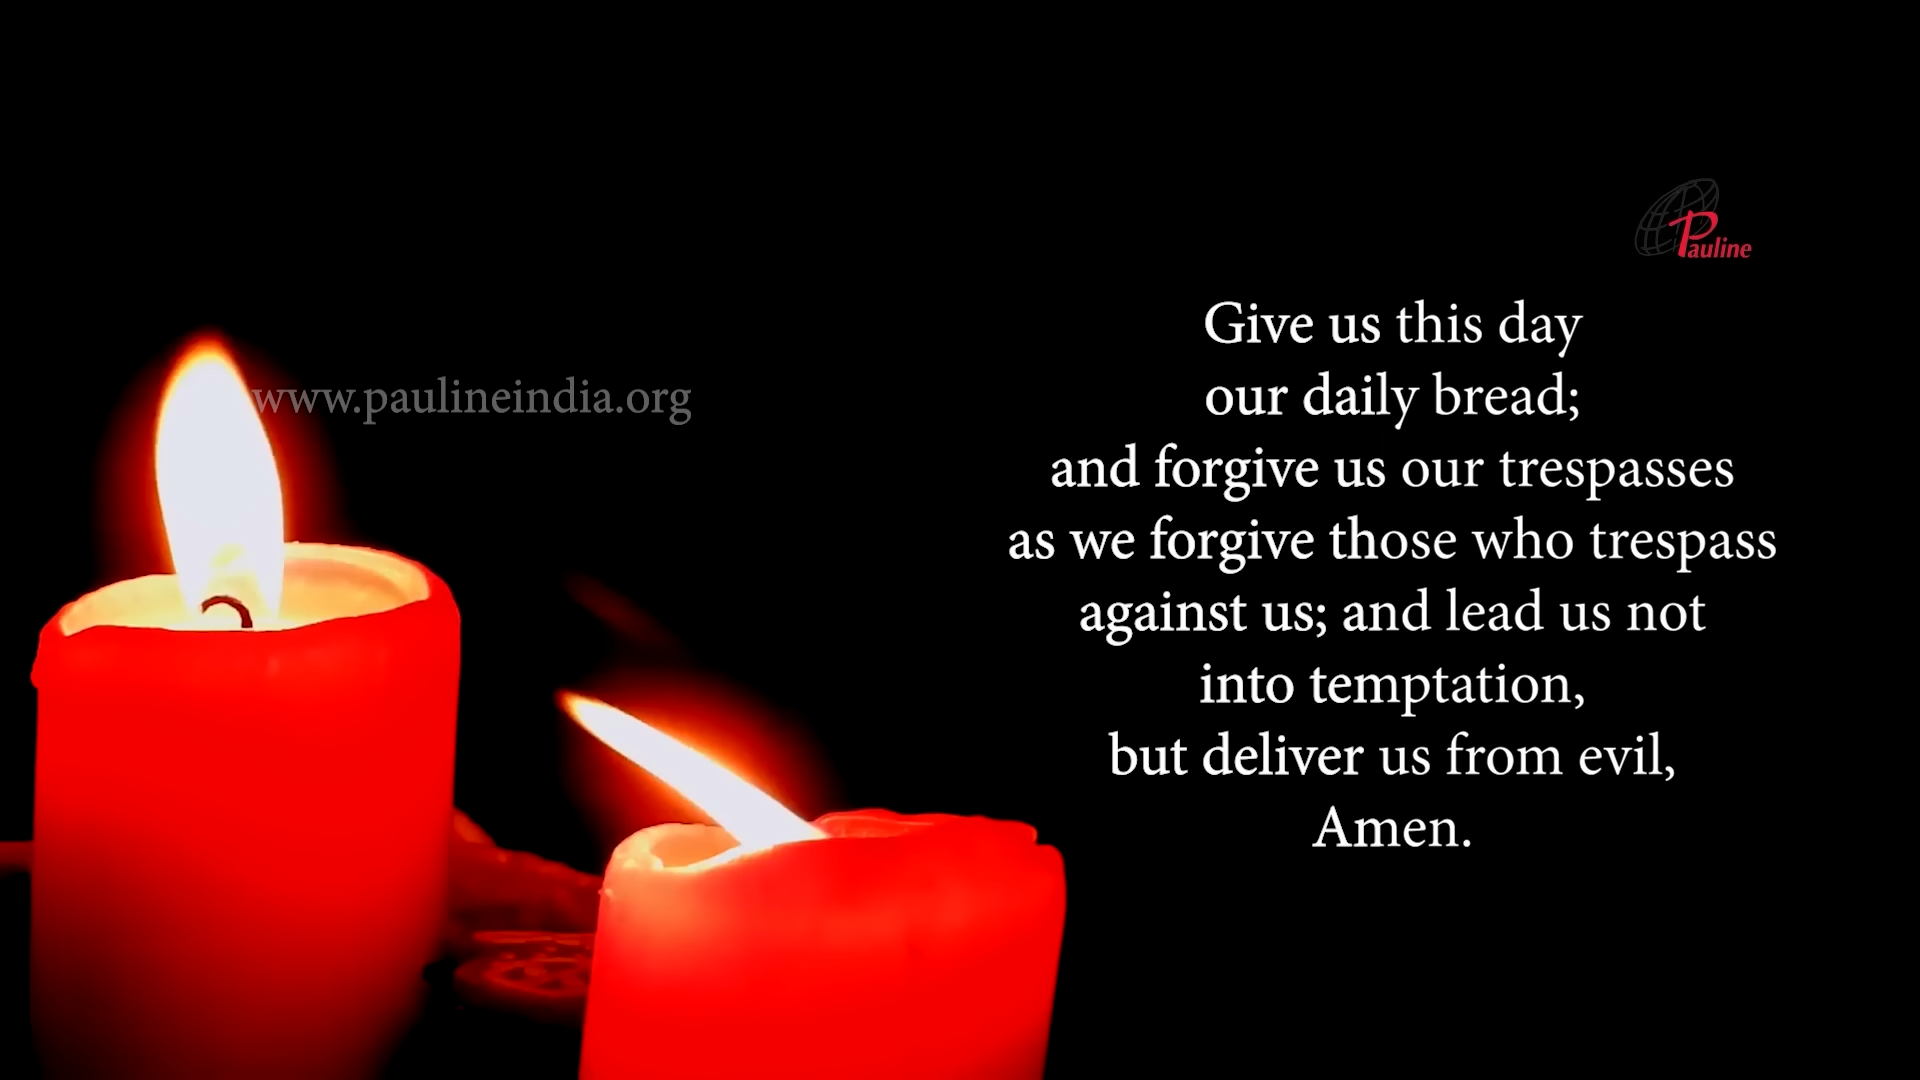 Pauline
www.paulineindia.org
Give us this day
our daily bread;
and forgive us our trespasses
as we forgive those who trespass
against us; and lead us not
into temptation,
but deliver us from evil,
Amen.